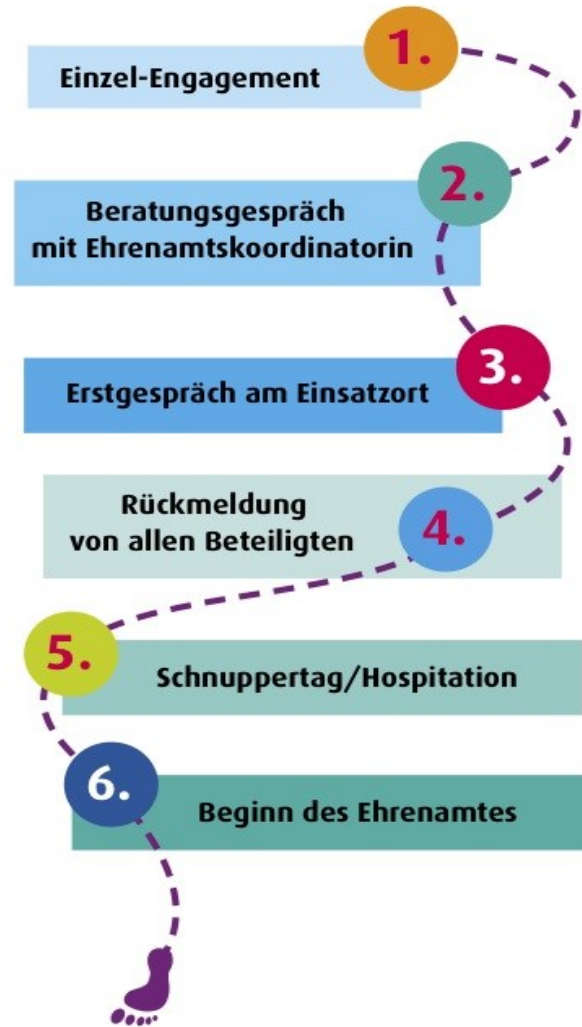 1.
Einzel-Engagement
2.
Beratungsgespräch
mit Ehrenamtskoordinatorin
3.
Erstgespräch am Einsatzort
Rückmeldung
von allen Beteiligten
4.
5.
Schnuppertag/Hospitation
6.
Beginn des Ehrenamtes